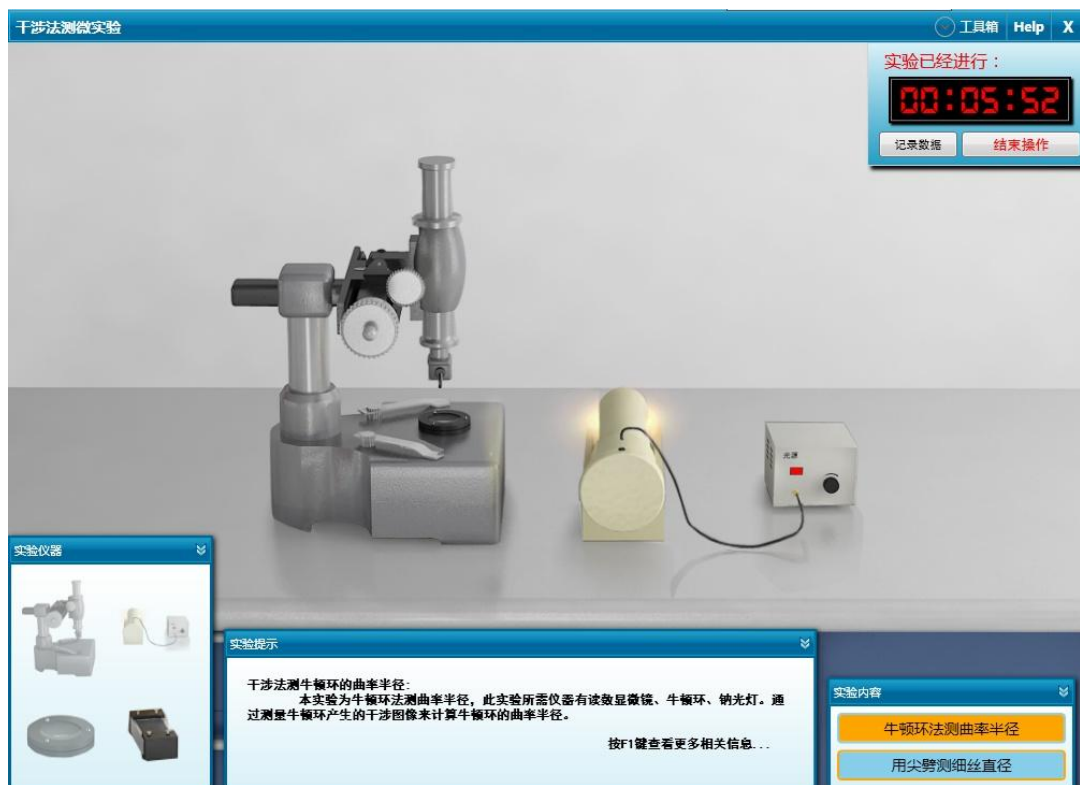 干涉法测微实验
工具箱 Help X
实验已经进行：
00:05:52
记录数据 结束操作
光源
实验仪器
实验提示
干涉法测牛顿环的曲率半径:
本实验为牛顿环法测曲率半径，此实验所需仪器有读数显微镜、牛顿环、钠光灯。通
过测量牛顿环产生的干涉图像来计算牛顿环的曲率半径。
按F1键查看更多相关信息...
实验内容
牛顿环法测曲率半径
用尖劈测细丝直径